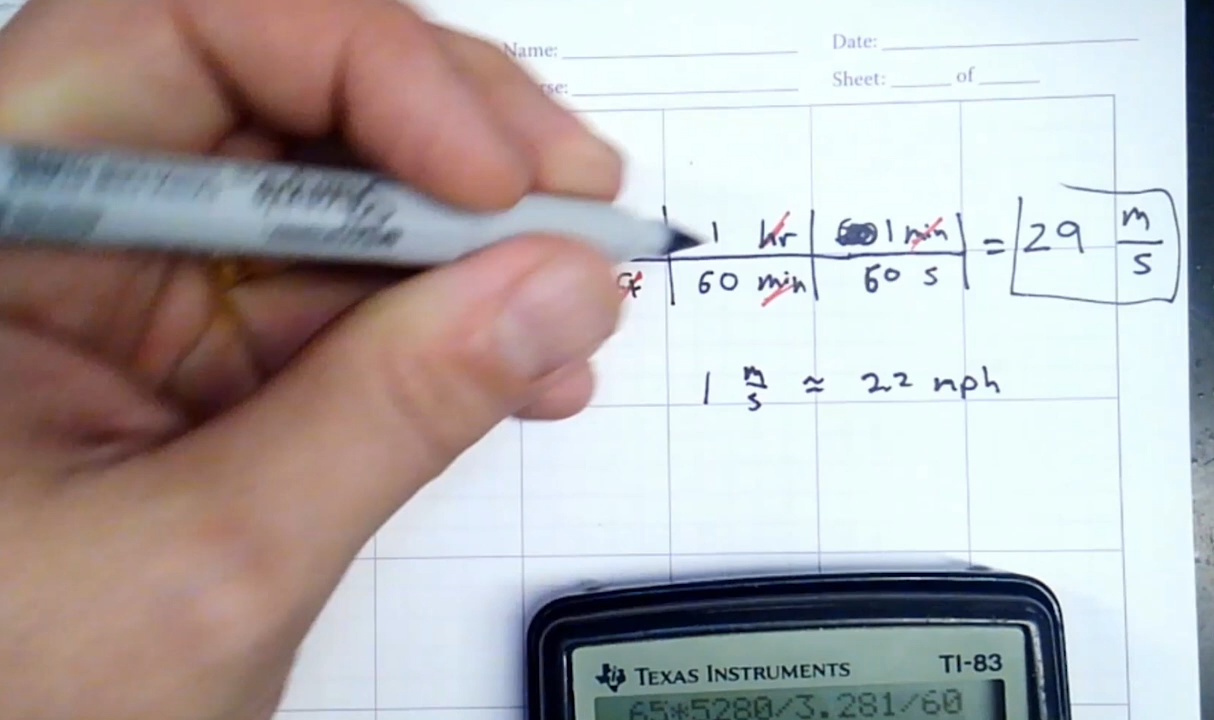 Name: Date:
Sheet: of
1 hr 1 min = 29 m
60 min 60 s s
1 m/s ≈ 2.2 mph
TEXAS INSTRUMENTS TI-83
65*5280/3.281/60